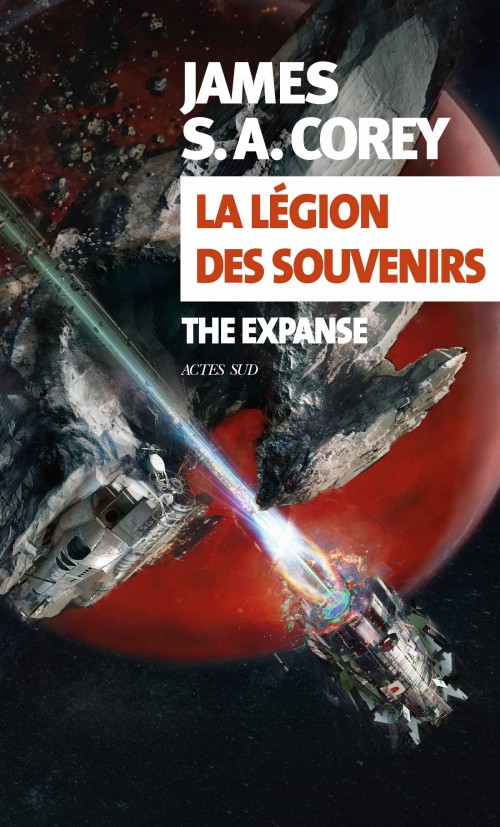 JAMES
S. A. COREY
LA LÉGION
DES SOUVENIRS
THE EXPANSE
ACTES SUD